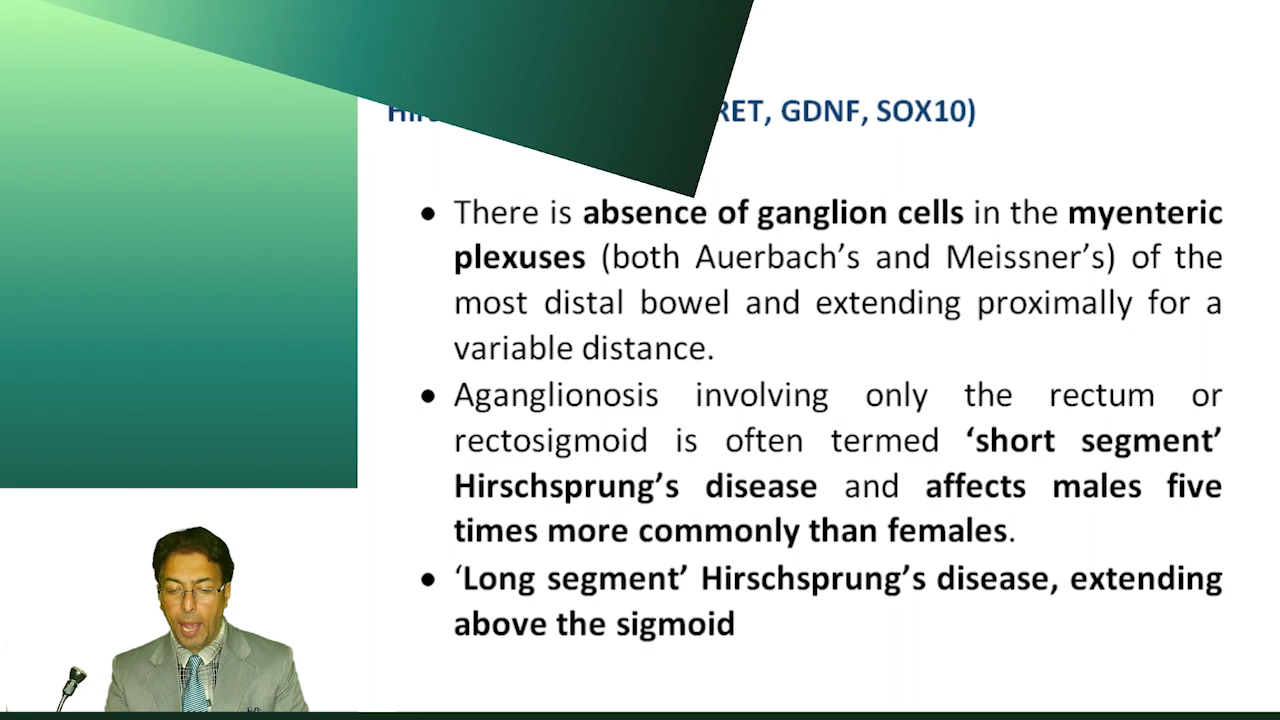 RET, GDNF, SOX10)
• There is absence of ganglion cells in the myenteric
plexuses (both Auerbach’s and Meissner’s) of the
most distal bowel and extending proximally for a
variable distance.
• Aganglionosis involving only the rectum or
rectosigmoid is often termed ‘short segment’
Hirschsprung’s disease and affects males five
times more commonly than females.
• ‘Long segment’ Hirschsprung’s disease, extending
above the sigmoid